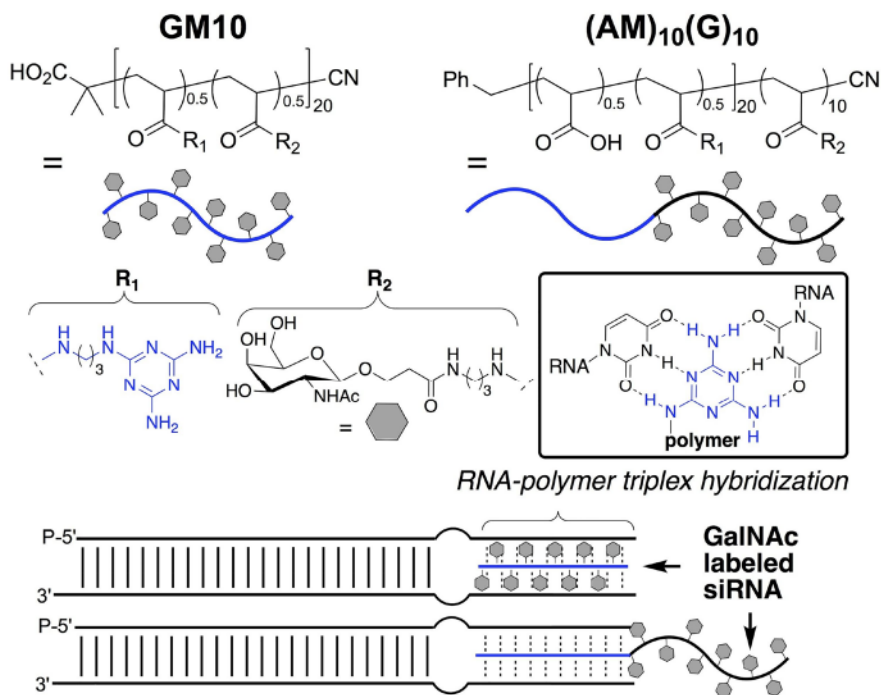 GM10
(AM)10(G)10
HO2C
0.5
0.5
20
CN
O
R1
O
R2
=
Ph
0.5
0.5
20
10
CN
O
OH
O
R1
O
R2
=
R1
H
N
3
H
N
N
NH2
N
N
NH2
R2
OH
OH
O
HO
NHAc
O
O
H
N
3
H
N
=
RNA
N
O
N-H
O
H
N
H
N
N
N
H
N
N
H
H
polymer
RNA
N
O
H-N
O
RNA-polymer triplex hybridization
P-5'
3'
P-5'
3'
GalNAc
labeled
siRNA